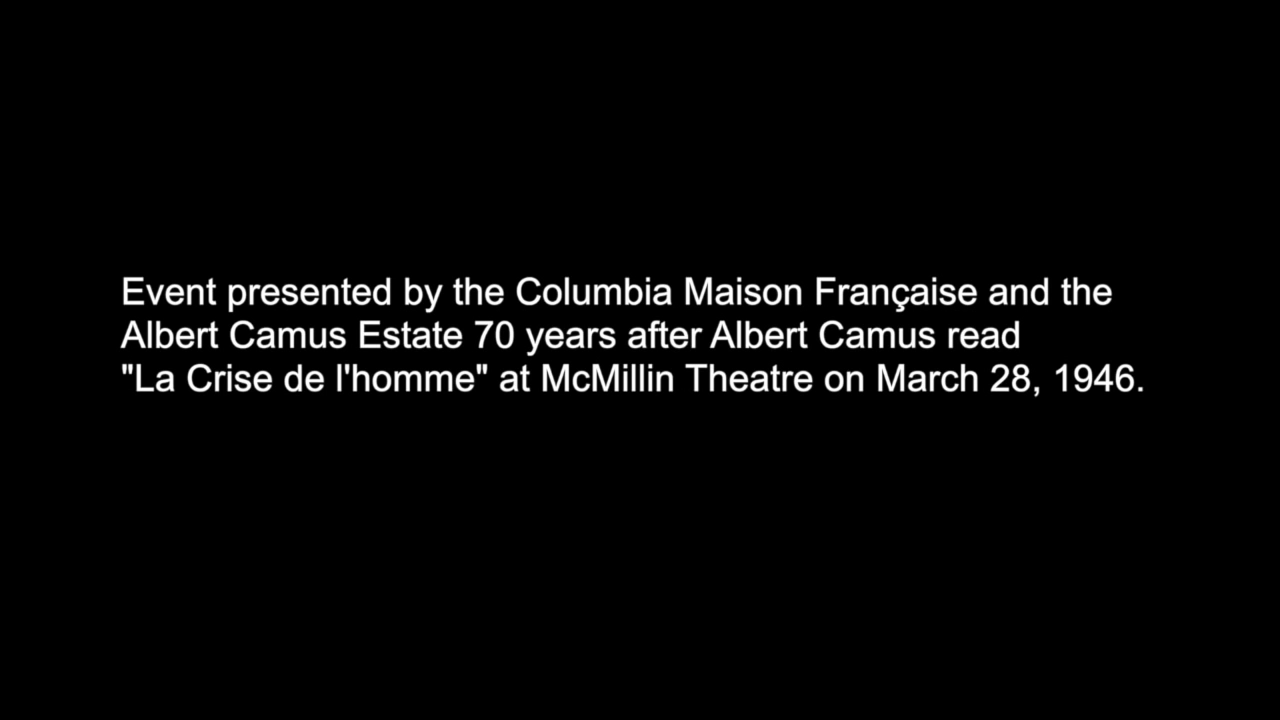 Event presented by the Columbia Maison Française and the
Albert Camus Estate 70 years after Albert Camus read
"La Crise de l'homme" at McMillin Theatre on March 28, 1946.